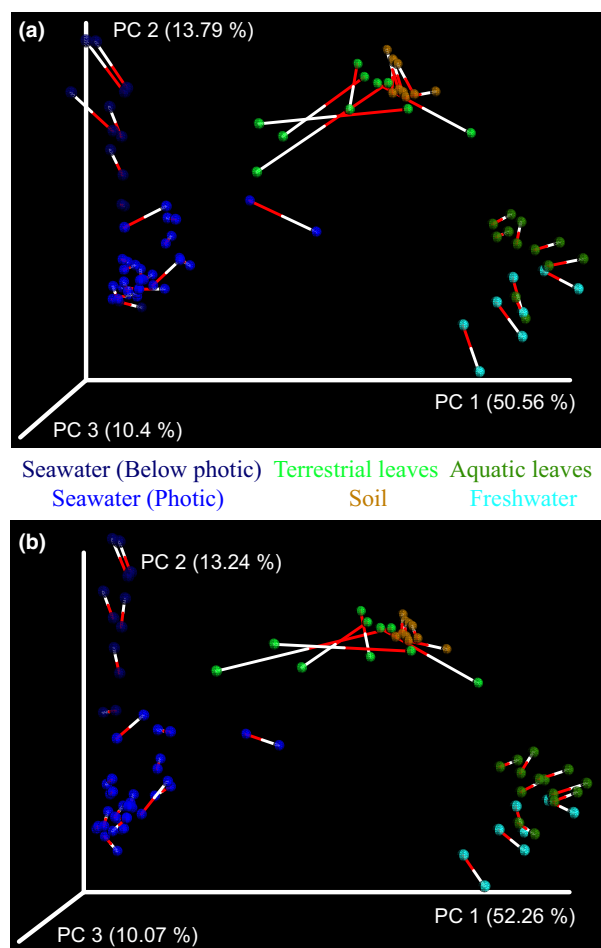 (a)
PC 2 (13.79 %)
PC 1 (50.56 %)
PC 3 (10.4 %)
Seawater (Below photic) Terrestrial leaves Aquatic leaves
Seawater (Photic) Soil Freshwater
(b)
PC 2 (13.24 %)
PC 1 (52.26 %)
PC 3 (10.07 %)